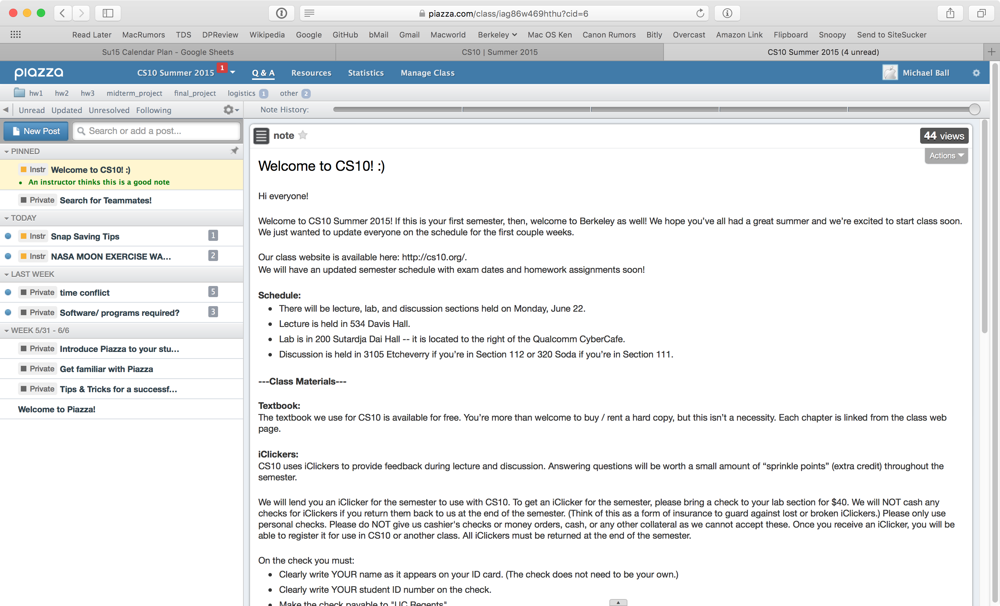 piazza.com/class/iag86w469hthu?cid=6
Read Later MacRumors TDS DPReview Wikipedia Google GitHub bMail Gmail Macworld Berkeley Mac OS Ken Canon Rumors Bitly Overcast Amazon Link Flipboard Snoopy Send to SiteSucker
Su15 Calendar Plan - Google Sheets CS10 | Summer 2015 CS10 Summer 2015 (4 unread)
piazza CS10 Summer 2015 1 Q & A Resources Statistics Manage Class Michael Ball
hw1 hw2 hw3 midterm_project final_project logistics 1 other 2
Unread Updated Unresolved Following Note History:
New Post Search or add a post...
PINNED
Instr Welcome to CS10! :)
• An instructor thinks this is a good note
Private Search for Teammates!
TODAY
Instr Snap Saving Tips 1
Instr NASA MOON EXERCISE WA... 2
LAST WEEK
Private time conflict 5
Private Software/ programs required? 3
WEEK 5/31 - 6/6
Private Introduce Piazza to your stu...
Private Get familiar with Piazza
Private Tips & Tricks for a successf...
Welcome to Piazza!
note 44 views
Actions
Welcome to CS10! :)
Hi everyone!
Welcome to CS10 Summer 2015! If this is your first semester, then, welcome to Berkeley as well! We hope you’ve all had a great summer and we’re excited to start class soon.
We just wanted to update everyone on the schedule for the first couple weeks.
Our class website is available here: http://cs10.org/.
We will have an updated semester schedule with exam dates and homework assignments soon!
Schedule:
• There will be lecture, lab, and discussion sections held on Monday, June 22.
• Lecture is held in 534 Davis Hall.
• Lab is in 200 Sutardja Dai Hall -- it is located to the right of the Qualcomm CyberCafe.
• Discussion is held in 3105 Etcheverry if you’re in Section 112 or 320 Soda if you’re in Section 111.
---Class Materials---
Textbook:
The textbook we use for CS10 is available for free. You’re more than welcome to buy / rent a hard copy, but this isn’t a necessity. Each chapter is linked from the class web
page.
iClickers:
CS10 uses iClickers to provide feedback during lecture and discussion. Answering questions will be worth a small amount of “sprinkle points” (extra credit) throughout the
semester.
We will lend you an iClicker for the semester to use with CS10. To get an iClicker for the semester, please bring a check to your lab section for $40. We will NOT cash any
checks for iClickers if you return them back to us at the end of the semester. (Think of this as a form of insurance to guard against lost or broken iClickers.) Please only use
personal checks. Please do NOT give us cashier's checks or money orders, cash, or any other collateral as we cannot accept these. Once you receive an iClicker, you will be
able to register it for use in CS10 or another class. All iClickers must be returned at the end of the semester.
On the check you must:
• Clearly write YOUR name as it appears on your ID card. (The check does not need to be your own.)
• Clearly write YOUR student ID number on the check.
• Make the check payable to "UC Regents"